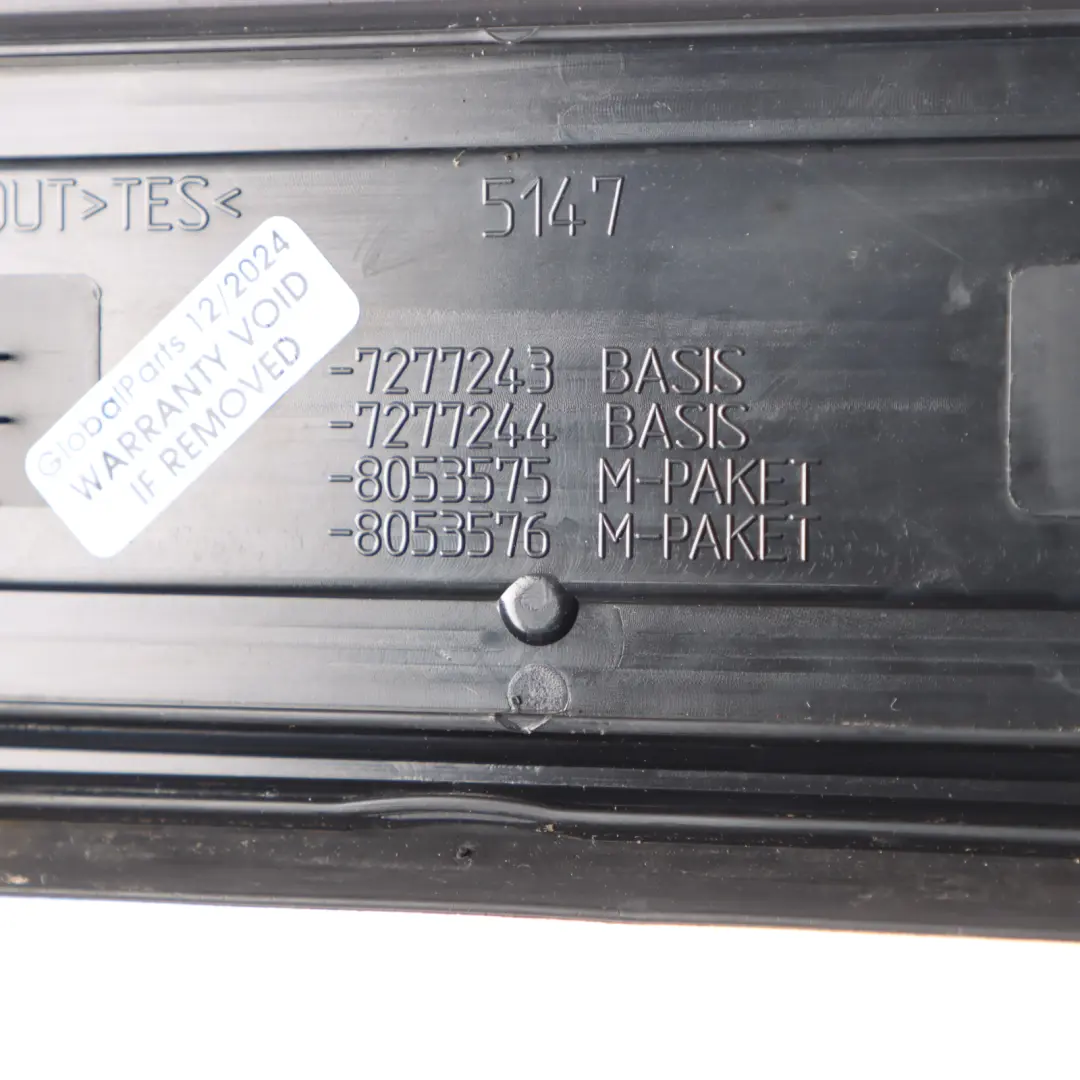 OUT>TES<
5147
GlobalParts 12/2024
WARRANTY VOID
IF REMOVED
-7277243 BASIS
-7277244 BASIS
-8053575 M-PAKET
-8053576 M-PAKET